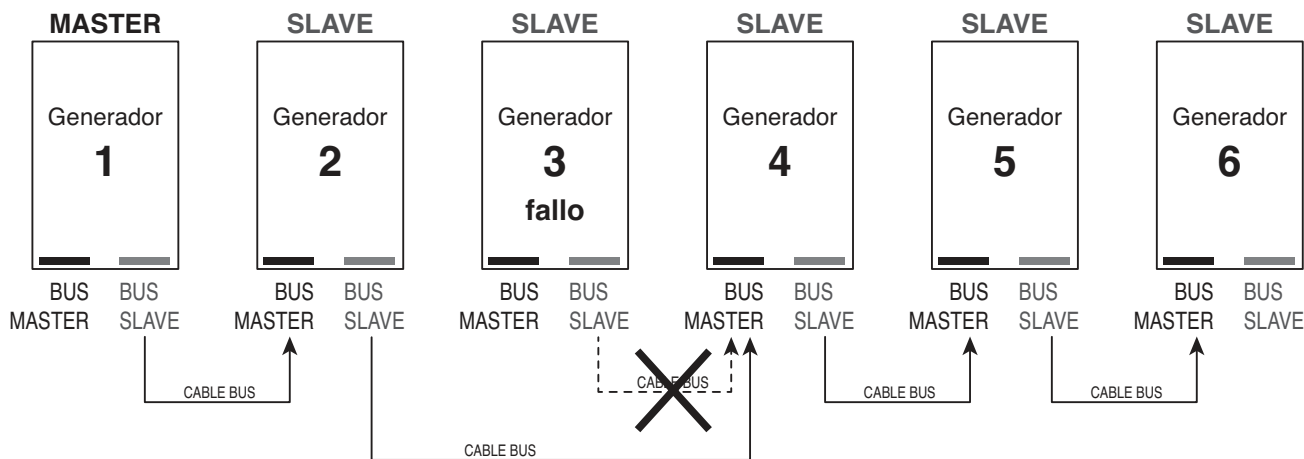 MASTER SLAVE SLAVE SLAVE SLAVE SLAVE
Generador Generador Generador Generador Generador Generador
1 2 3 4 5 6
fallo
BUS BUS BUS BUS BUS BUS BUS BUS BUS BUS BUS BUS
MASTER SLAVE MASTER SLAVE MASTER SLAVE MASTER SLAVE MASTER SLAVE MASTER SLAVE
CABLE BUS CABLE BUS CABLE BUS CABLE BUS
CABLE BUS